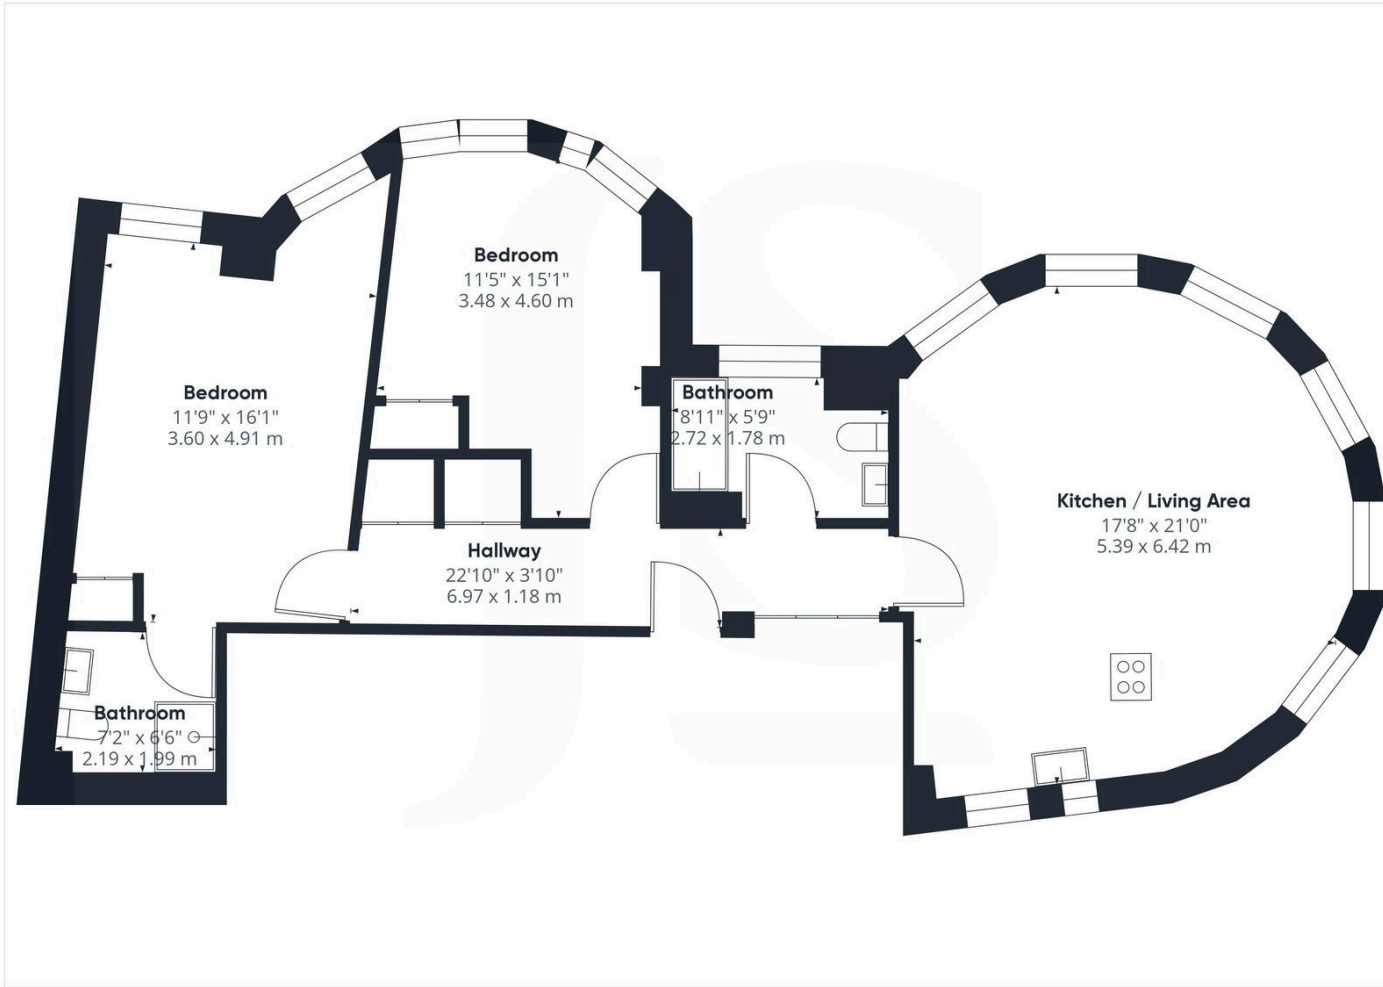 Bedroom
11'5" x 15'1"
3.48 x 4.60 m
Bedroom
11'9" x 16'1"
3.60 x 4.91 m
Bathroom
8'11" x 5'9"
2.72 x 1.78 m
Kitchen / Living Area
17'8" x 21'0"
5.39 x 6.42 m
Hallway
22'10" x 3'10"
6.97 x 1.18 m
Bathroom
7'2" x 6'6"
2.19 x 1.99 m
JS